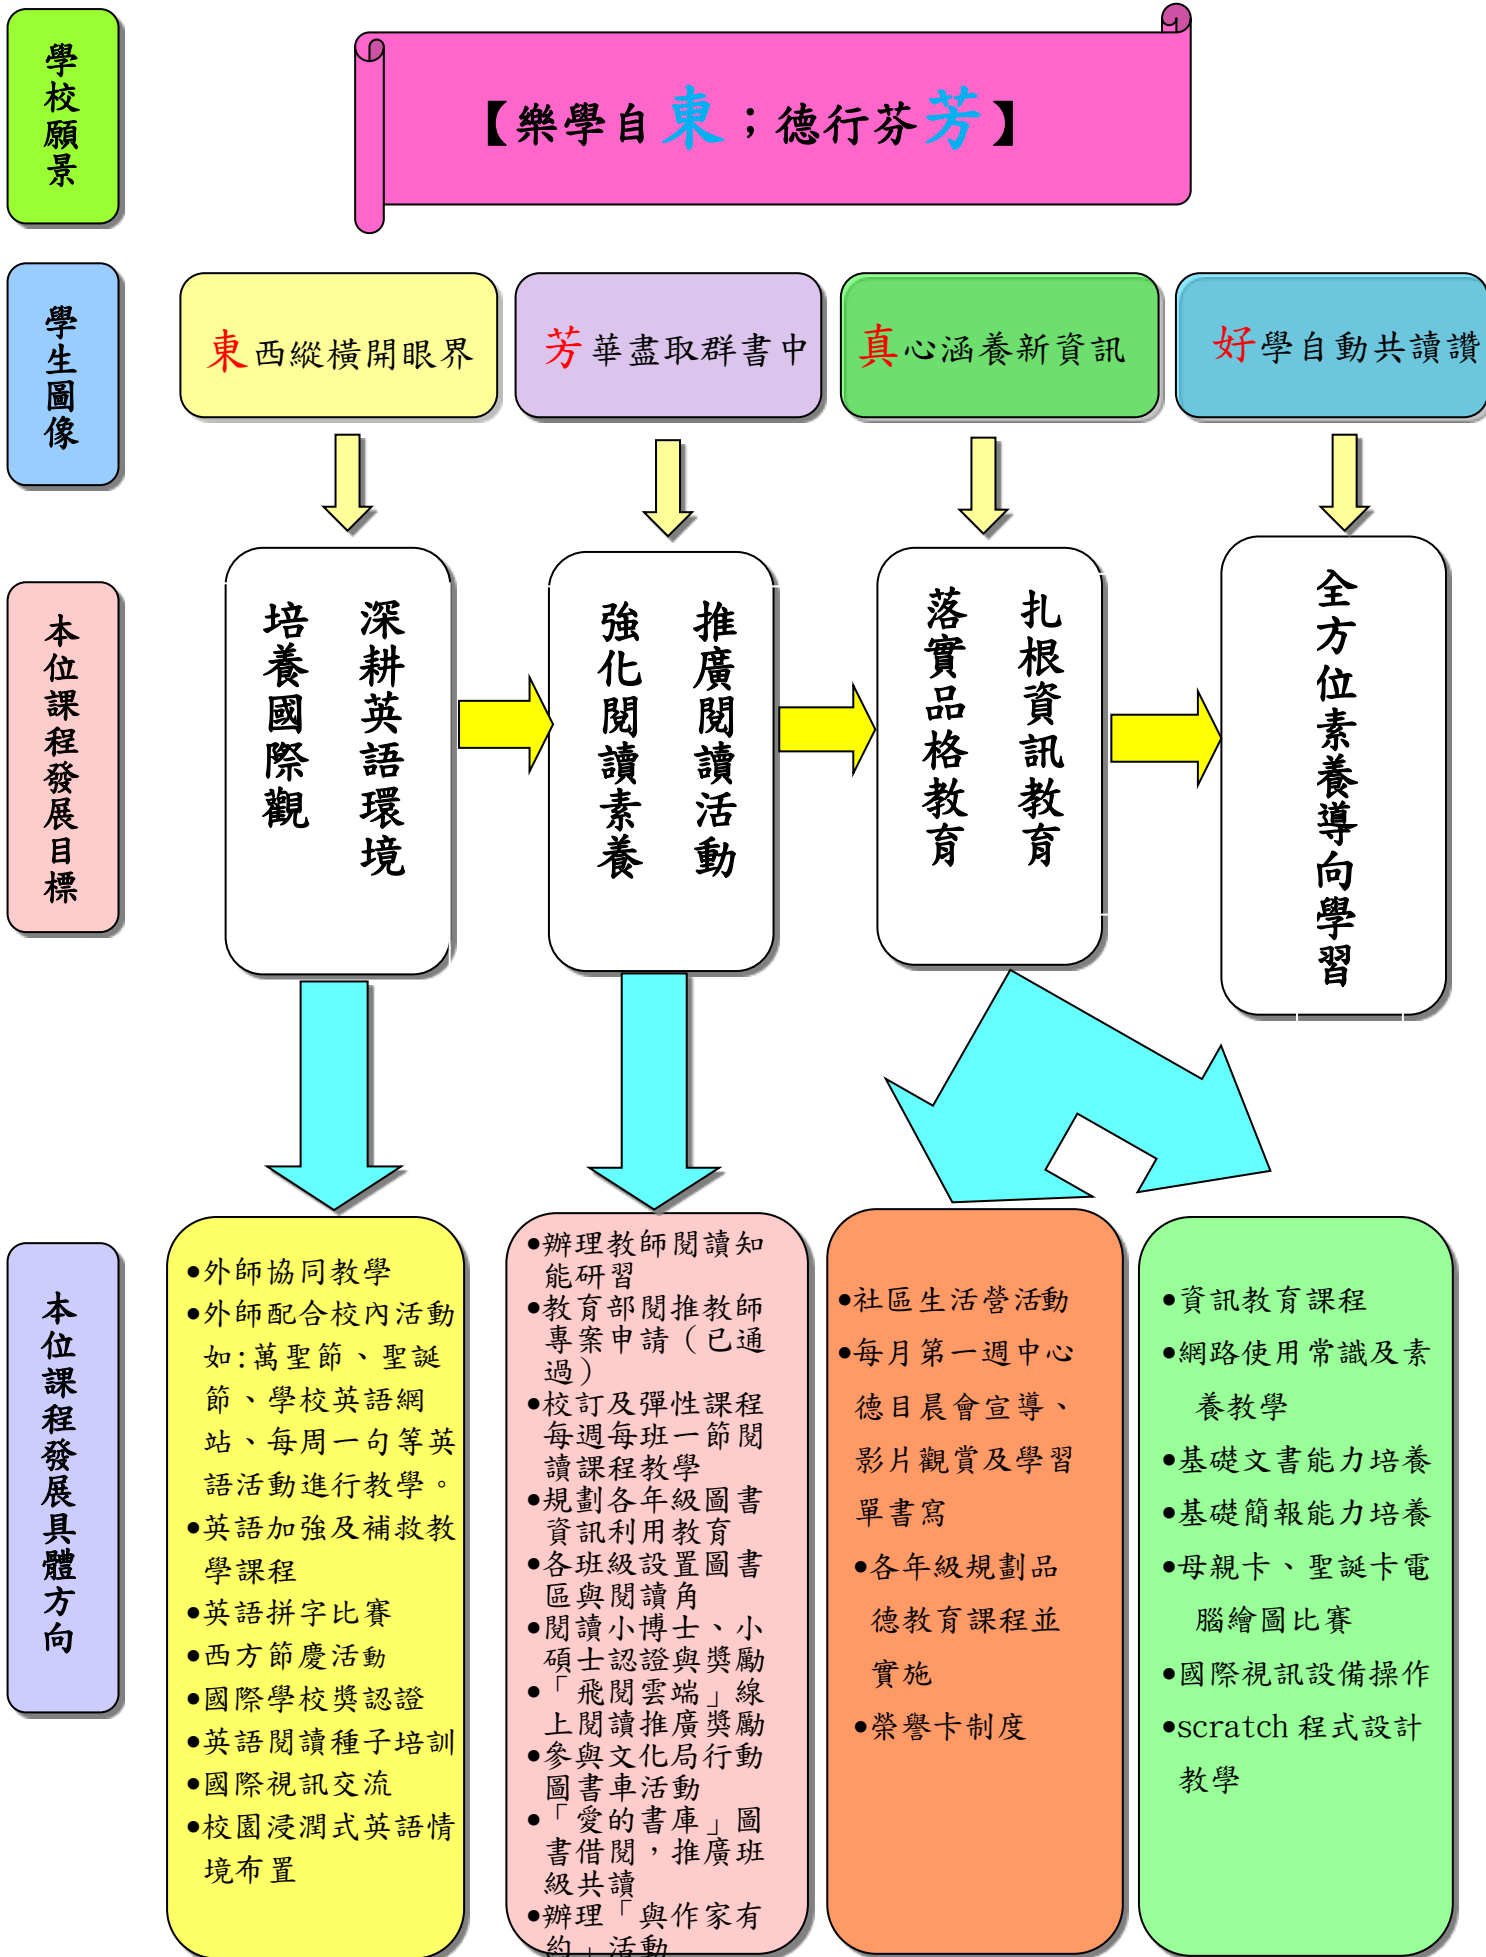 學校願景
【樂學自東；德行芬芳】
學生圖像
東西縱橫開眼界
芳華盡取群書中
真心涵養新資訊
好學自動共讀讚
本位課程發展目標
深耕英語環境
培養國際觀
推廣閱讀活動
強化閱讀素養
扎根資訊教育
落實品格教育
全方位素養導向學習
本位課程發展具體方向
●外師協同教學
●外師配合校內活動
如:萬聖節、聖誕
節、學校英語網
站、每周一句等英
語活動進行教學。
●英語加強及補救教
學課程
●英語拼字比賽
●西方節慶活動
●國際學校獎認證
●英語閱讀種子培訓
●國際視訊交流
●校園浸潤式英語情
境布置
●辦理教師閱讀知
能研習
●教育部閱推教師
專案申請（已通
過）
●校訂及彈性課程
每週每班一節閱
讀課程教學
●規劃各年級圖書
資訊利用教育
●各班級設置圖書
區與閱讀角
●閱讀小博士、小
碩士認證與獎勵
●「飛閱雲端」線
上閱讀推廣獎勵
●參與文化局行動
圖書車活動
●「愛的書庫」圖
書借閱，推廣班
級共讀
●辦理「與作家有
約」活動
●社區生活營活動
●每月第一週中心
德目晨會宣導、
影片觀賞及學習
單書寫
●各年級規劃品
德教育課程並
實施
●榮譽卡制度
●資訊教育課程
●網路使用常識及素
養教學
●基礎文書能力培養
●基礎簡報能力培養
●母親卡、聖誕卡電
腦繪圖比賽
●國際視訊設備操作
●scratch 程式設計
教學